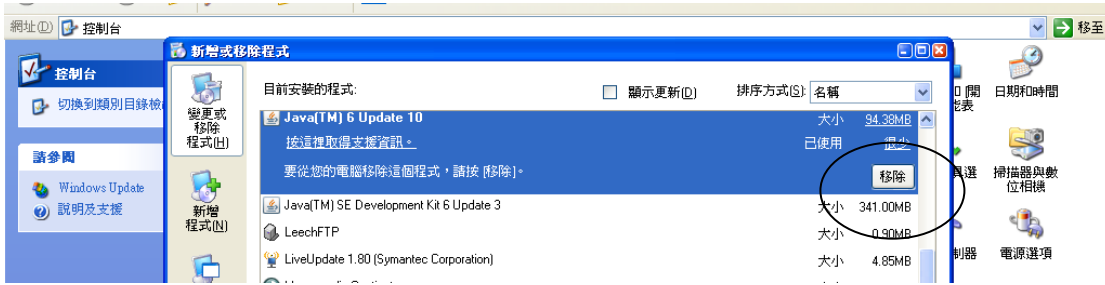 網址(D) 控制台 移至
新增或移除程式
控制台
切換到類別目錄檢
請參閱
Windows Update
說明及支援
變更或
移除
程式(H)
新增
程式(N)
目前安裝的程式:
顯示更新(D)
排序方式(S): 名稱
Java(TM) 6 Update 10 大小 94.38MB
按這裡取得支援資訊。 已使用 很少
要從您的電腦移除這個程式，請按 [移除]。 移除
Java(TM) SE Development Kit 6 Update 3 大小 341.00MB
LeechFTP 大小 0.90MB
LiveUpdate 1.80 (Symantec Corporation) 大小 4.85MB
日期和時間
掃描器與數
位相機
電源選項